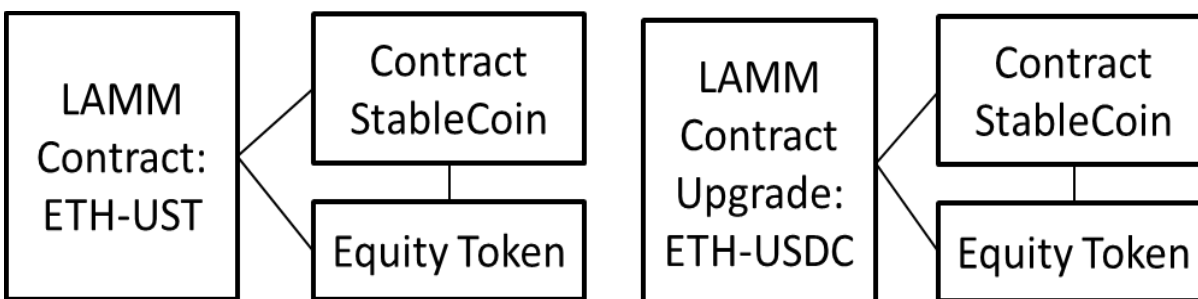 LAMM
Contract:
ETH-UST
Contract
StableCoin
Equity Token
LAMM
Contract
Upgrade:
ETH-USDC
Contract
StableCoin
Equity Token